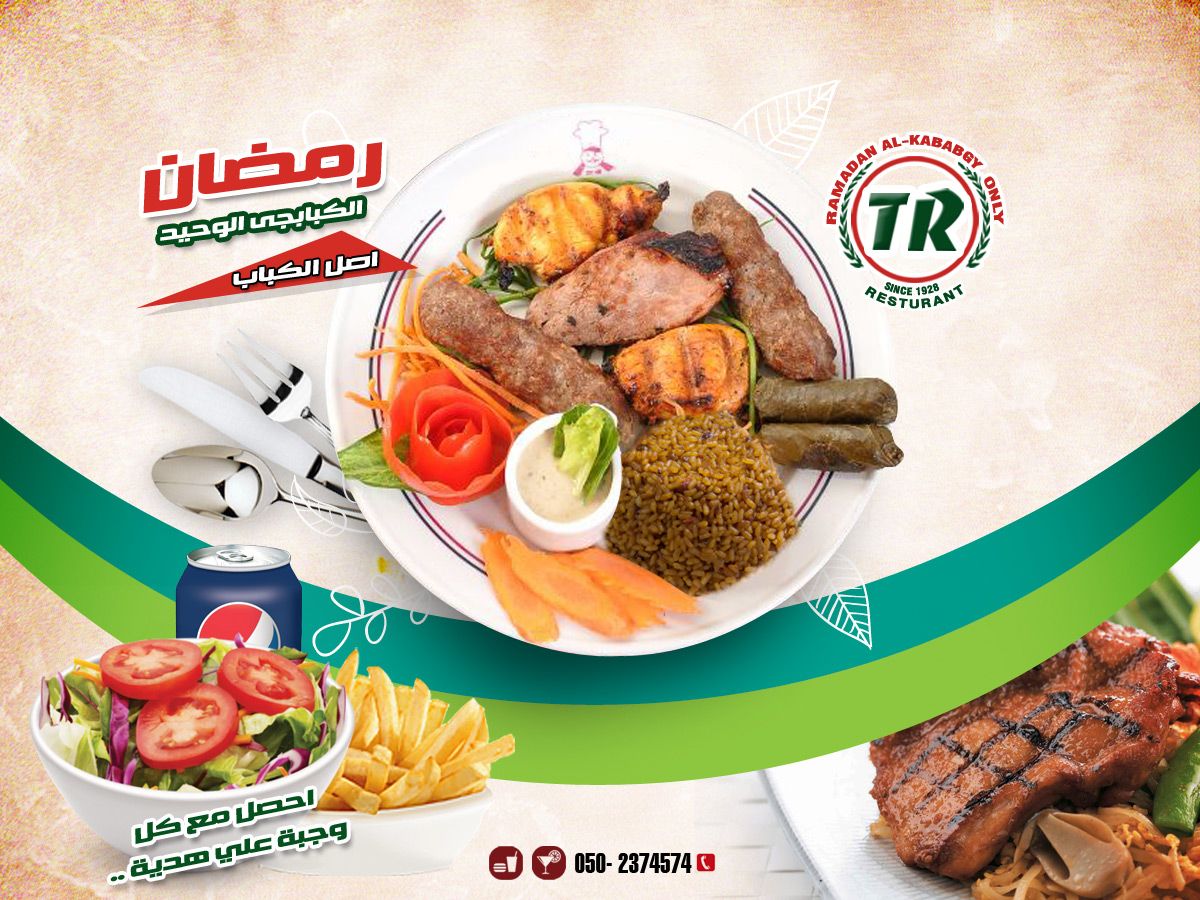 رمضان
الكبابجى الوحيد
اصل الكباب
RAMADAN AL-KABABGY ONLY
TR
SINCE 1928
RESTURANT
احصل مع كل
وجبة علي هدية ..
050- 2374574